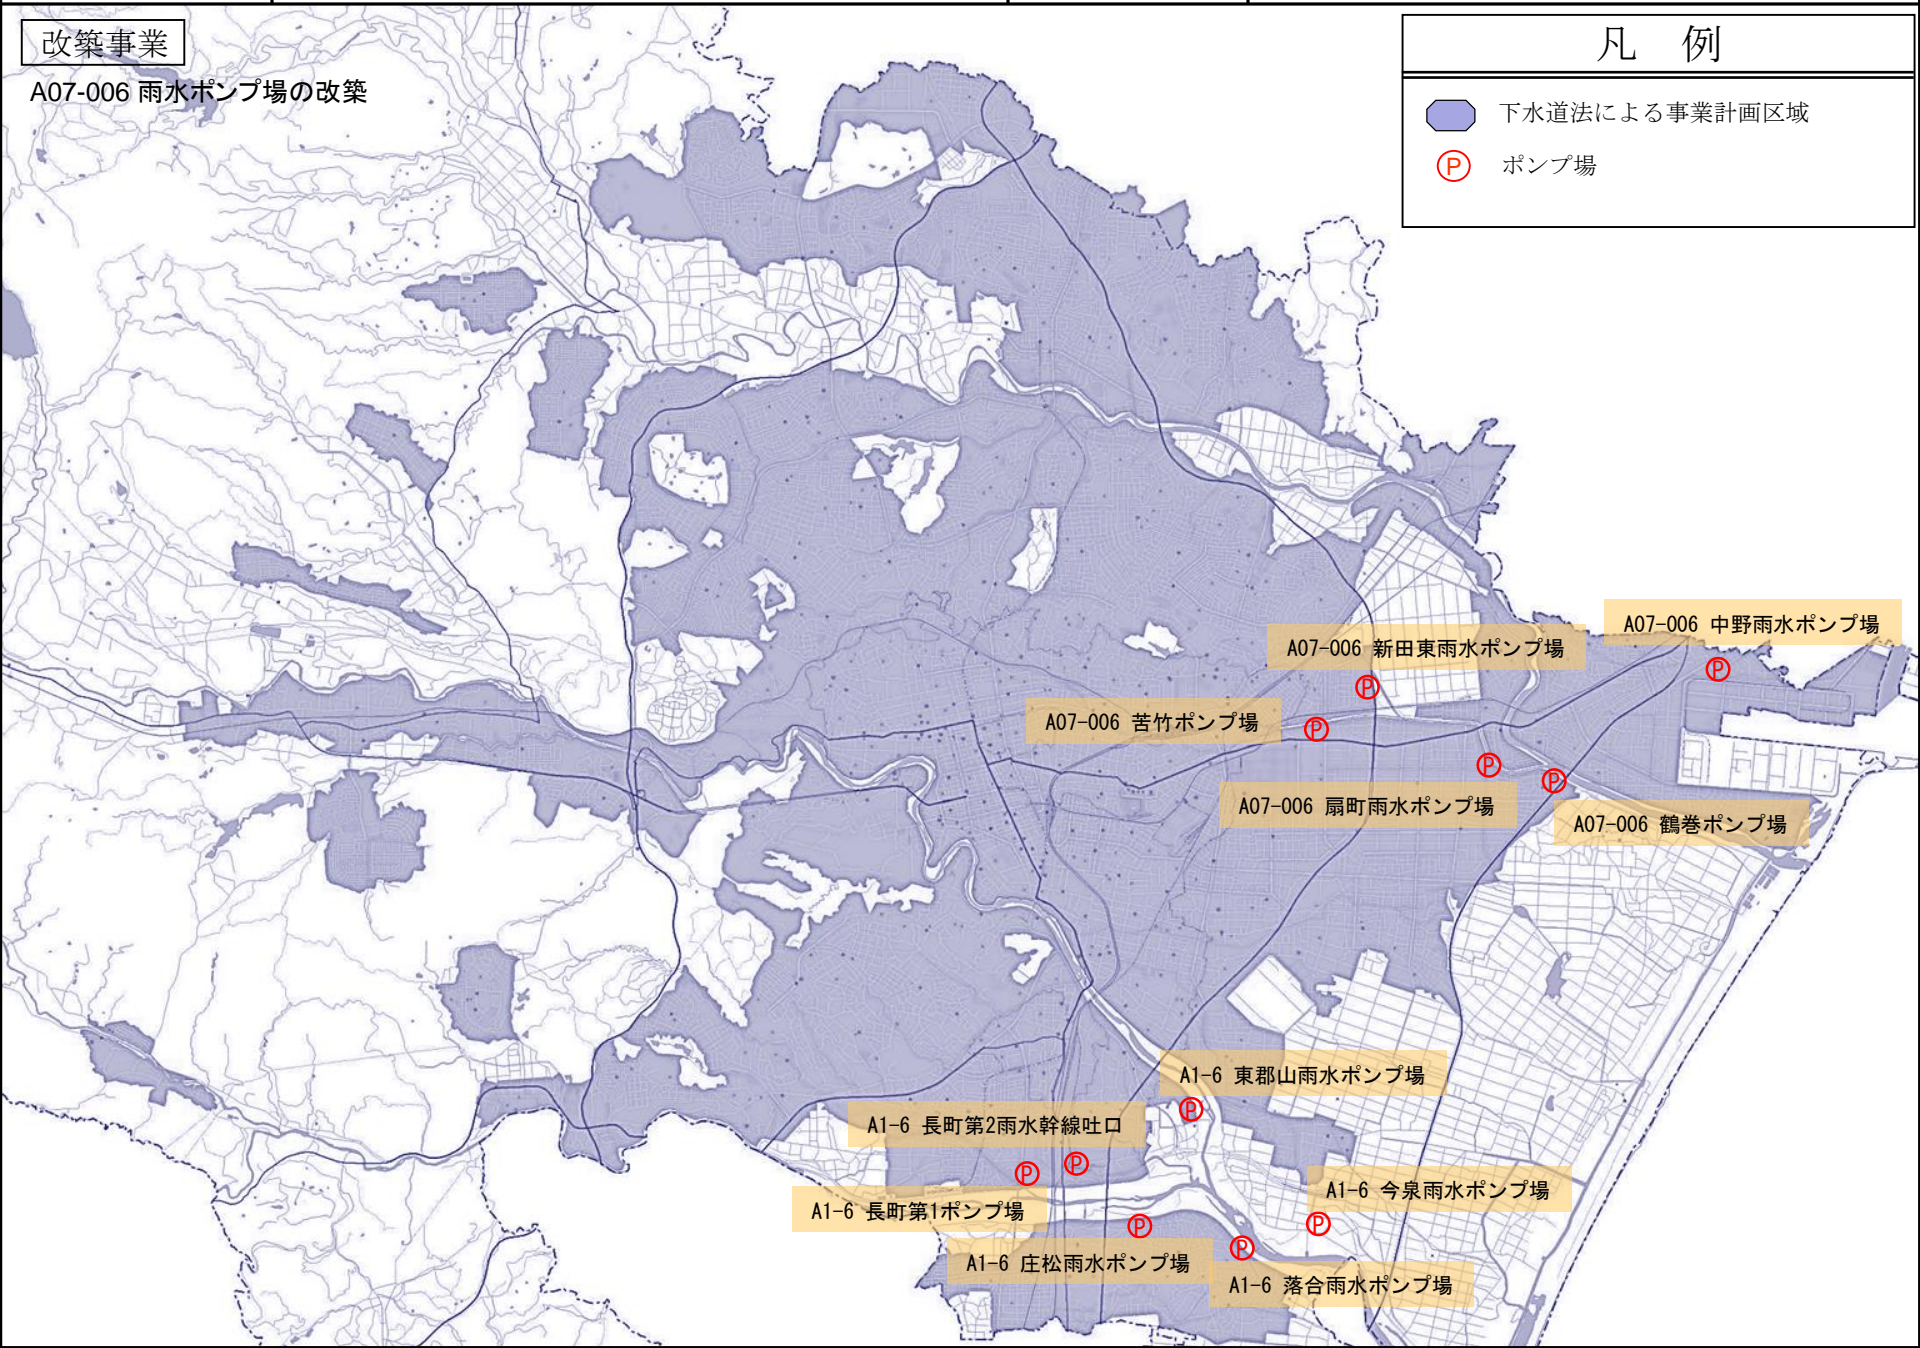 改築事業
A07-006 雨水ポンプ場の改築
凡　例
下水道法による事業計画区域
P ポンプ場
A07-006 中野雨水ポンプ場
P
A07-006 新田東雨水ポンプ場
P
A07-006 苦竹ポンプ場
P
P
A07-006 扇町雨水ポンプ場
P
A07-006 鶴巻ポンプ場
A1-6 東郡山雨水ポンプ場
P
A1-6 長町第2雨水幹線吐口
P
P
A1-6 長町第1ポンプ場
A1-6 今泉雨水ポンプ場
P
P
A1-6 庄松雨水ポンプ場
P
A1-6 落合雨水ポンプ場